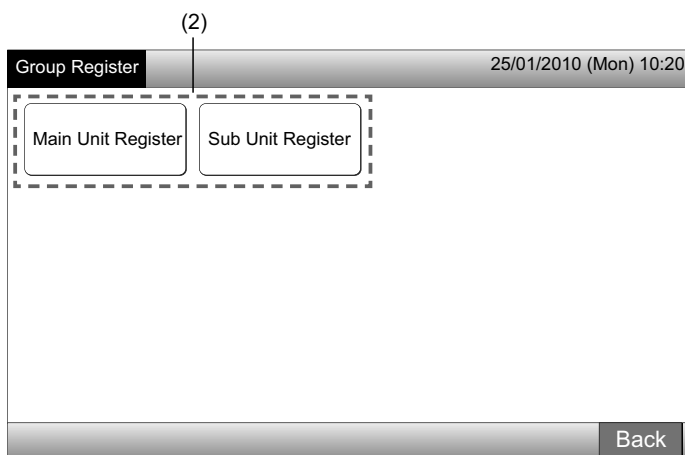 (2)
Group Register 25/01/2010 (Mon) 10:20
Main Unit Register Sub Unit Register
Back